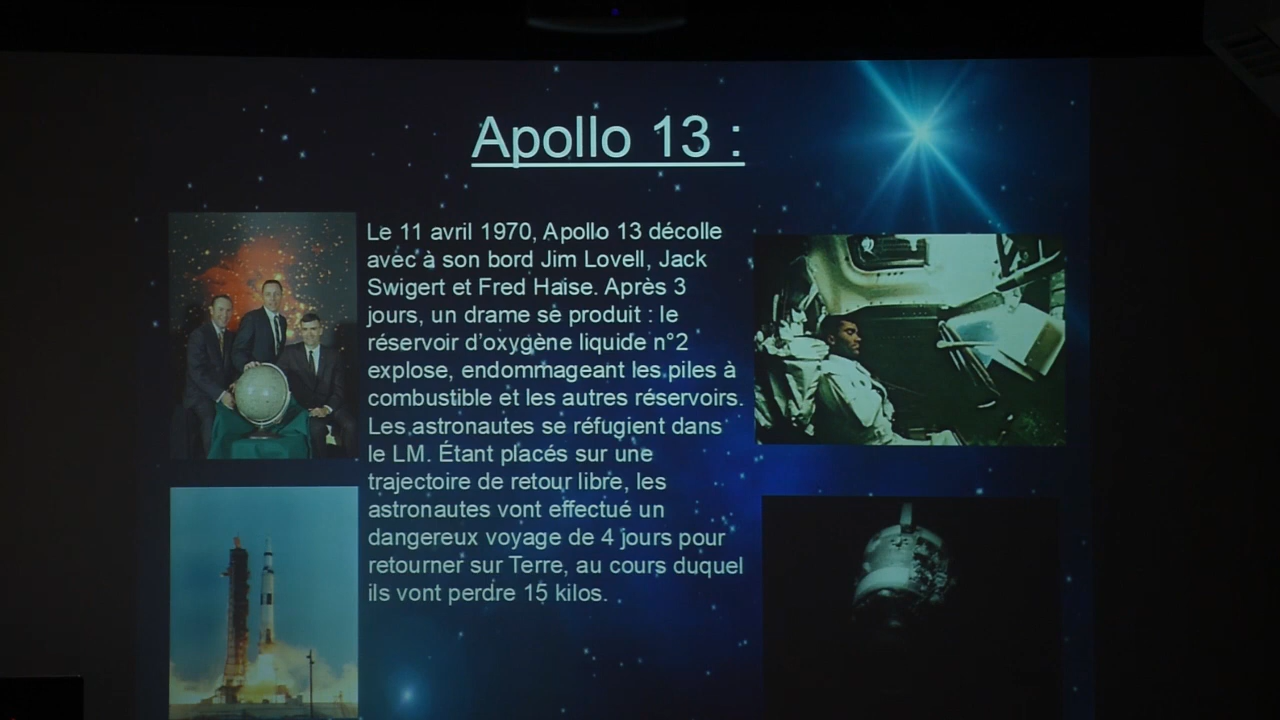 Apollo 13 :
Le 11 avril 1970, Apollo 13 décolle
avec à son bord Jim Lovell, Jack
Swigert et Fred Haise. Après 3
jours, un drame se produit : le
réservoir d'oxygène liquide n°2
explose, endommageant les piles à
combustible et les autres réservoirs.
Les astronautes se réfugient dans
le LM. Étant placés sur une
trajectoire de retour libre, les
astronautes vont effectué un
dangereux voyage de 4 jours pour
retourner sur Terre, au cours duquel
ils vont perdre 15 kilos.